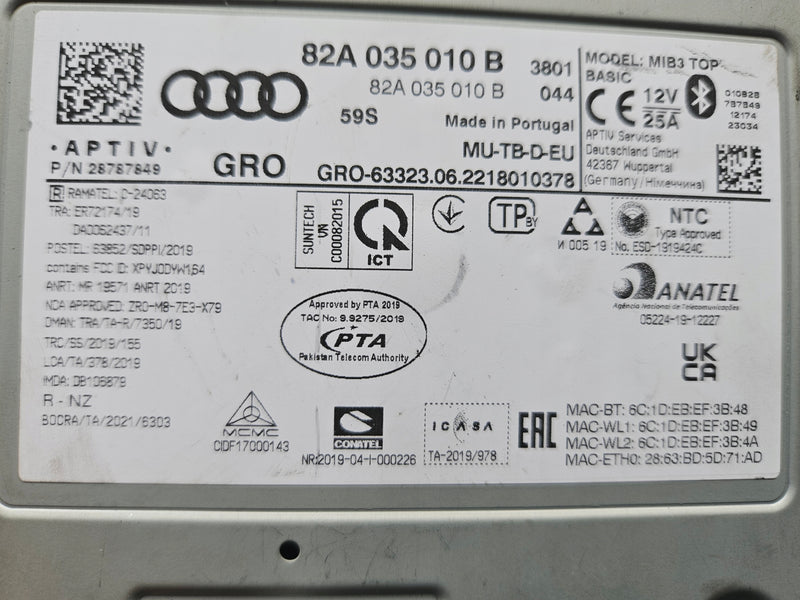 82A 035 010 B 3801
82A 035 010 B 044
59S
Made in Portugal
MODEL: MIB3 TOP
BASIC
CE 12V
25A
010828
787849
12174
23034
APTIV Services
Deutschland GmbH
42367 Wuppertal
(Germany/Німеччина)
• APTIV •
P/N 28787849
GRO
MU-TB-D-EU
GRO-63323.06.2218010378
R RAMATEL: D-24063
TRA: ER72174/19
DA0062437/11
POSTEL: 63852/SDPPI/2019
contains FCC ID: XPYJODYW164
ANRT: MR 19571 ANRT 2019
NCA APPROVED: ZRO-M8-7E3-X79
OMAN: TRA/TA-R/7350/19
TRC/SS/2019/155
LCA/TA/378/2019
IMDA: DB106879
R - NZ
BOCRA/TA/2021/6303
SUNTECH
VN
C00082015
ICT
TP BY
И 005 19
NTC
Type Approved
No. ESD-1919424C
ANATEL
Agência Nacional de Telecomunicações
05224-19-12227
Approved by PTA 2019
TAC No: 9.9275/2019
PTA
Pakistan Telecom Authority
UK
CA
MCMC
CIDF17000143
CONATEL
NR:2019-04-I-000226
ICASA
TA-2019/978
EAC
MAC-BT: 6C:1D:EB:EF:3B:48
MAC-WL1: 6C:1D:EB:EF:3B:49
MAC-WL2: 6C:1D:EB:EF:3B:4A
MAC-ETH0: 28:63:BD:5D:71:AD